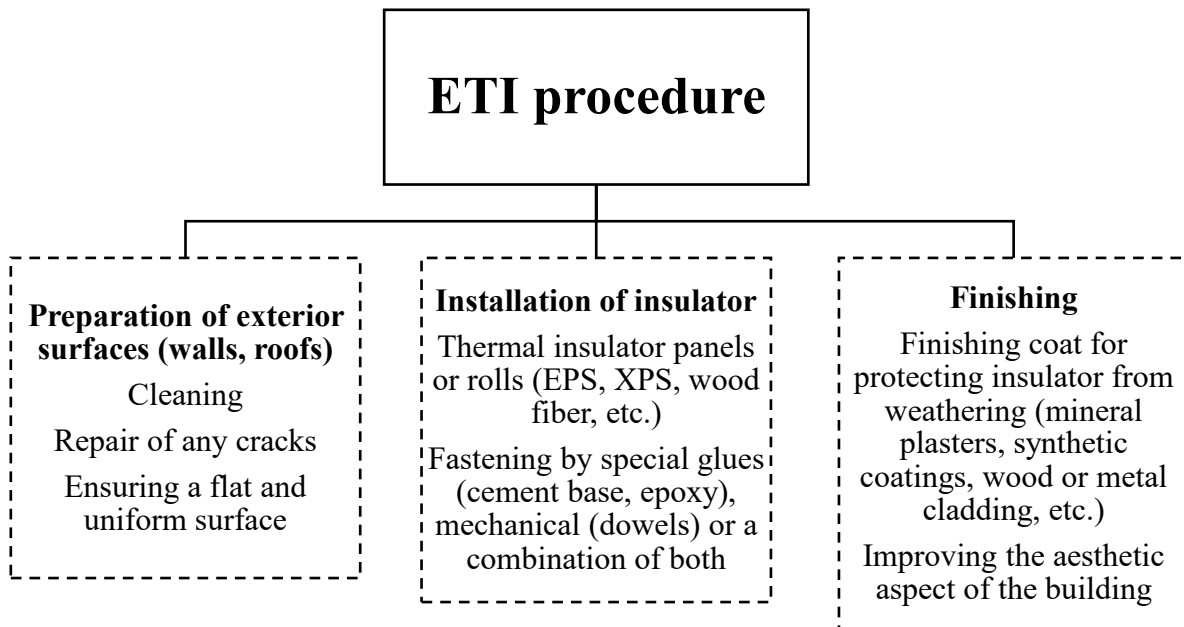 ETI procedure
Preparation of exterior
surfaces (walls, roofs)
Cleaning
Repair of any cracks
Ensuring a flat and
uniform surface
Installation of insulator
Thermal insulator panels
or rolls (EPS, XPS, wood
fiber, etc.)
Fastening by special glues
(cement base, epoxy),
mechanical (dowels) or a
combination of both
Finishing
Finishing coat for
protecting insulator from
weathering (mineral
plasters, synthetic
coatings, wood or metal
cladding, etc.)
Improving the aesthetic
aspect of the building